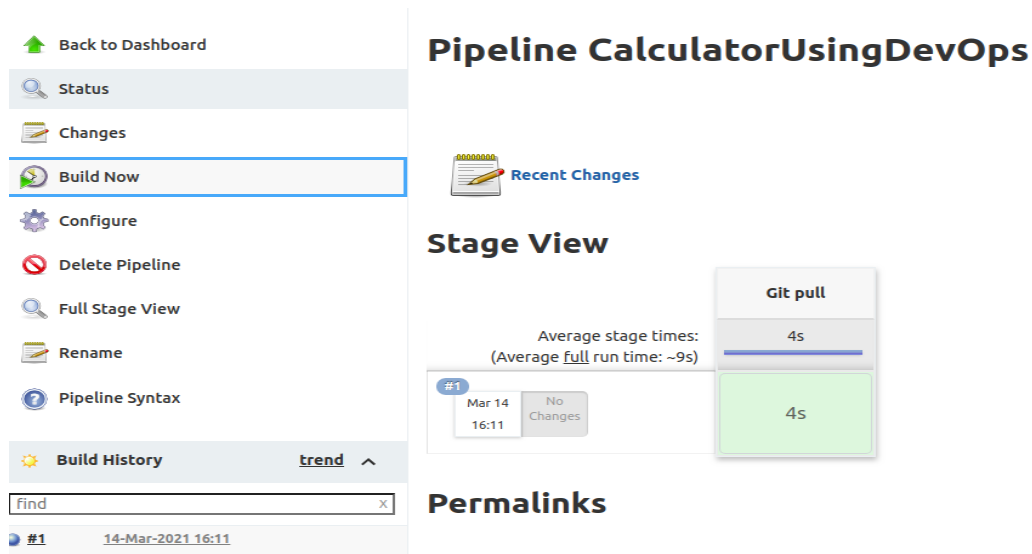 Back to Dashboard
Status
Changes
Build Now
Configure
Delete Pipeline
Full Stage View
Rename
Pipeline Syntax
Build History trend
find x
#1 14-Mar-2021 16:11
Pipeline CalculatorUsingDevOps
Recent Changes
Stage View
Git pull
Average stage times: 4s
(Average full run time: ~9s)
#1
Mar 14
16:11
No
Changes
4s
Permalinks